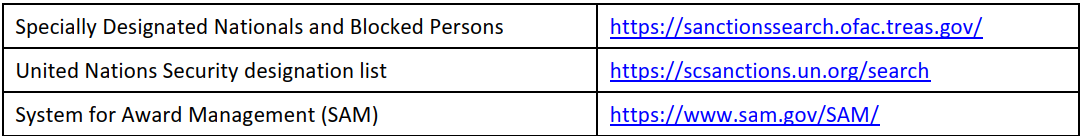 Specially Designated Nationals and Blocked Persons https://sanctionssearch.ofac.treas.gov/
United Nations Security designation list https://scsanctions.un.org/search
System for Award Management (SAM) https://www.sam.gov/SAM/